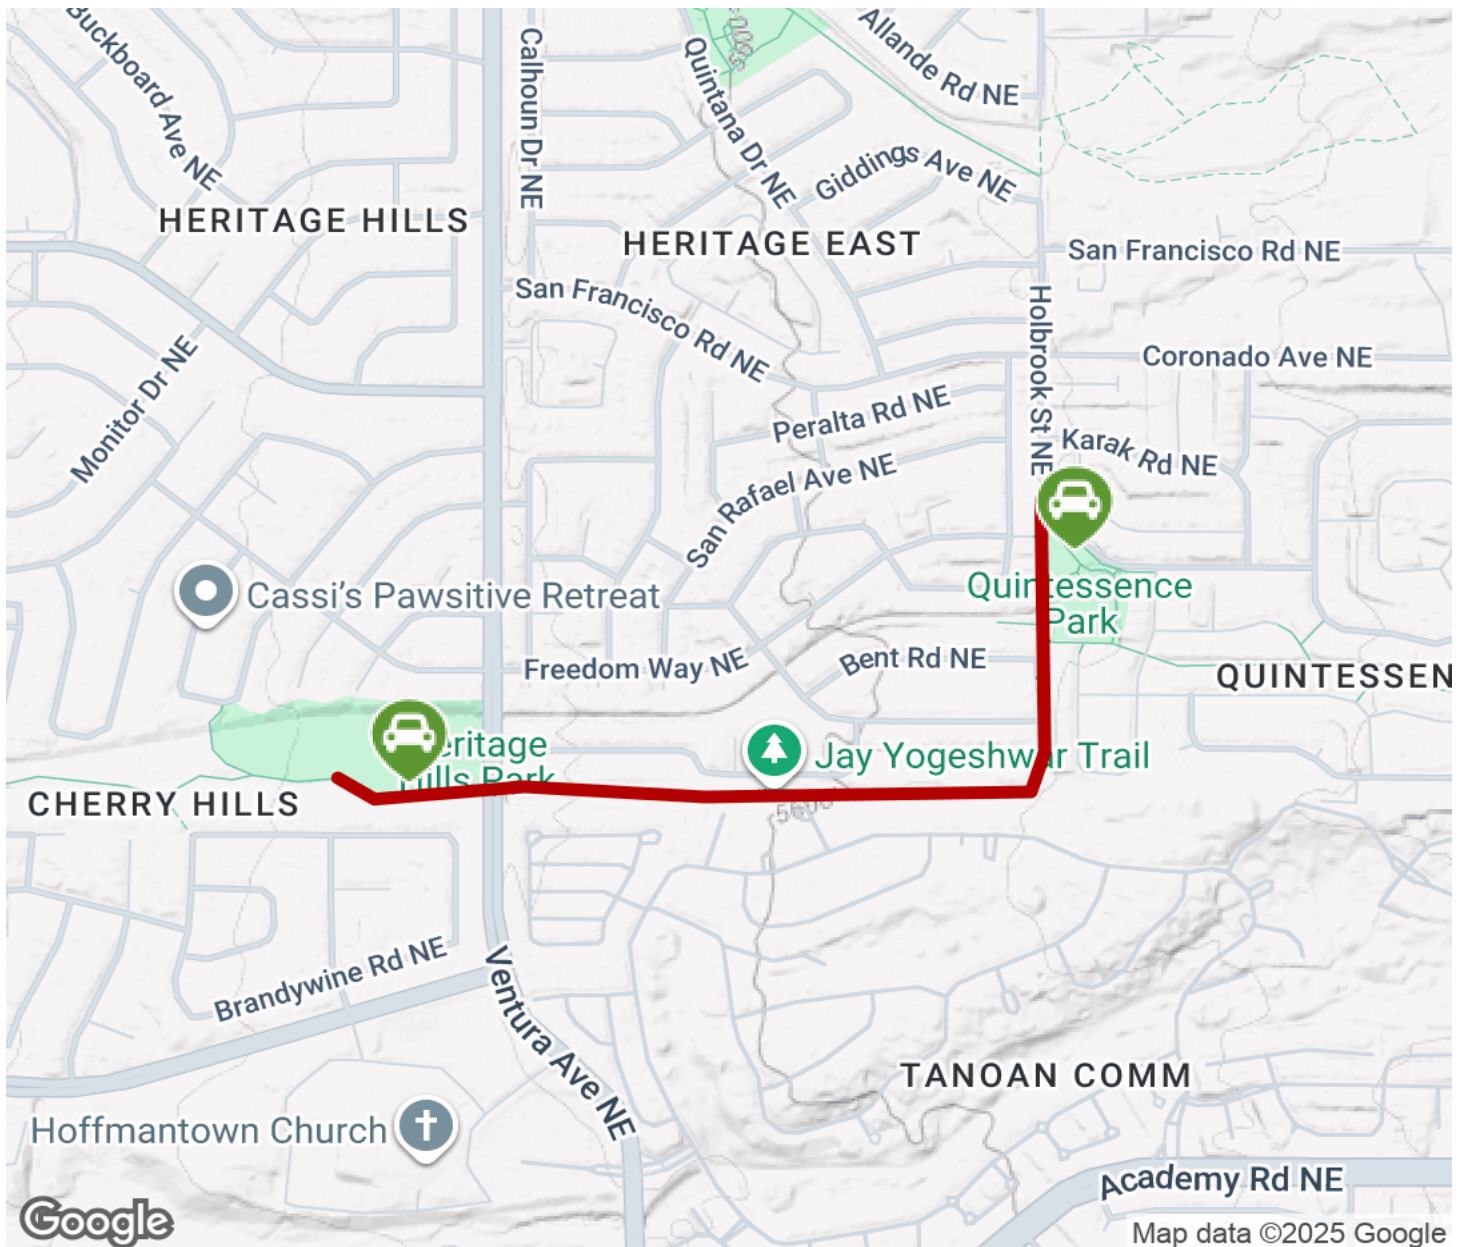 Buckboard Ave NE
Calhoun Dr NE
Quintana Dr NE
Allande Rd NE
Giddings Ave NE
HERITAGE HILLS
HERITAGE EAST
San Francisco Rd NE
San Francisco Rd NE
Holbrook St NE
Coronado Ave NE
Monitor Dr NE
Peralta Rd NE
Karak Rd NE
San Rafael Ave NE
Cassi's Pawsitive Retreat
Quintessence
Park
Freedom Way NE
Bent Rd NE
QUINTESSEN
eritage
Hills Park
Jay Yogeshwar Trail
CHERRY HILLS
Brandywine Rd NE
Ventura Ave NE
TANOAN COMM
Hoffmantown Church
Academy Rd NE
Google
Map data ©2025 Google